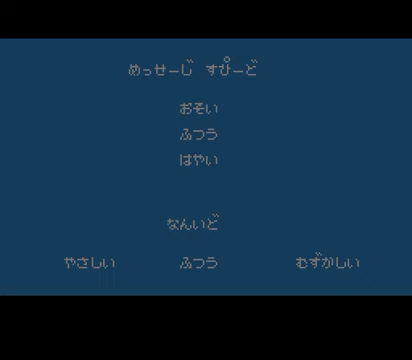 めっせーじ すぴーど
おそい
ふつう
はやい
なんいど
やさしい ふつう むずかしい